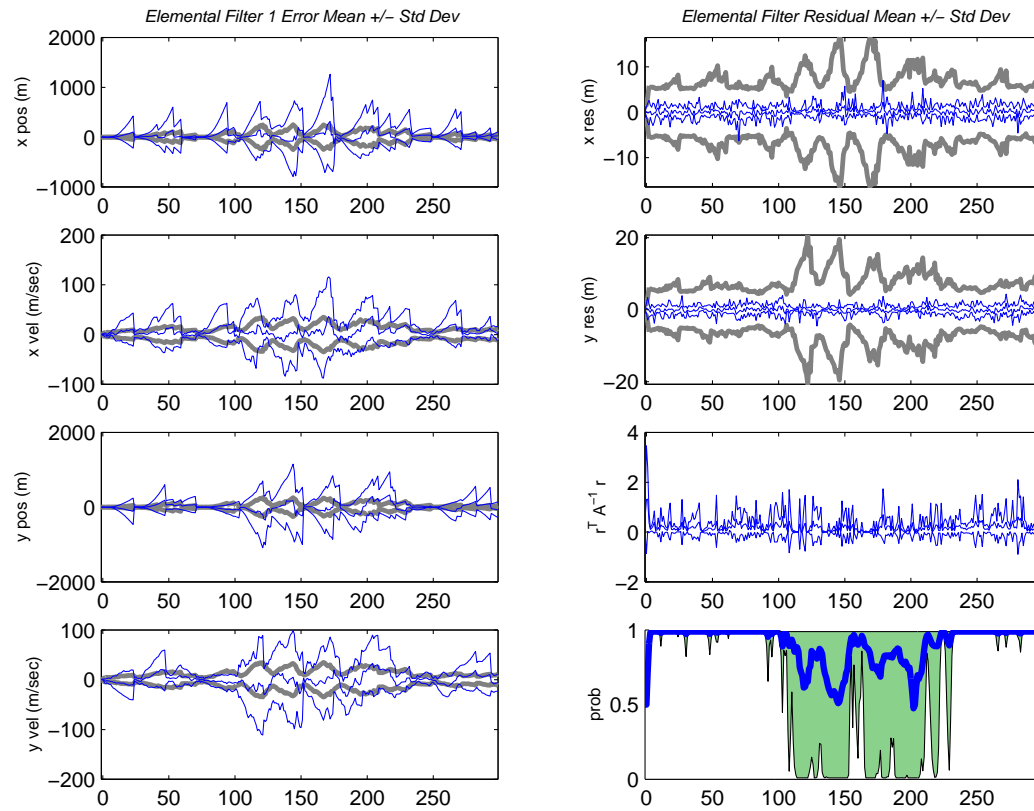 Elemental Filter 1 Error Mean +/− Std Dev
2000
1000
0
−1000
x pos (m)
0 50 100 150 200 250
200
100
0
−100
x vel (m/sec)
0 50 100 150 200 250
2000
0
−2000
y pos (m)
0 50 100 150 200 250
100
0
−100
−200
y vel (m/sec)
0 50 100 150 200 250
Elemental Filter Residual Mean +/− Std Dev
10
0
−10
x res (m)
0 50 100 150 200 250
20
0
−20
y res (m)
0 50 100 150 200 250
4
2
0
−2
r^T A^−1 r
0 50 100 150 200 250
1
0.5
0
prob
0 50 100 150 200 250